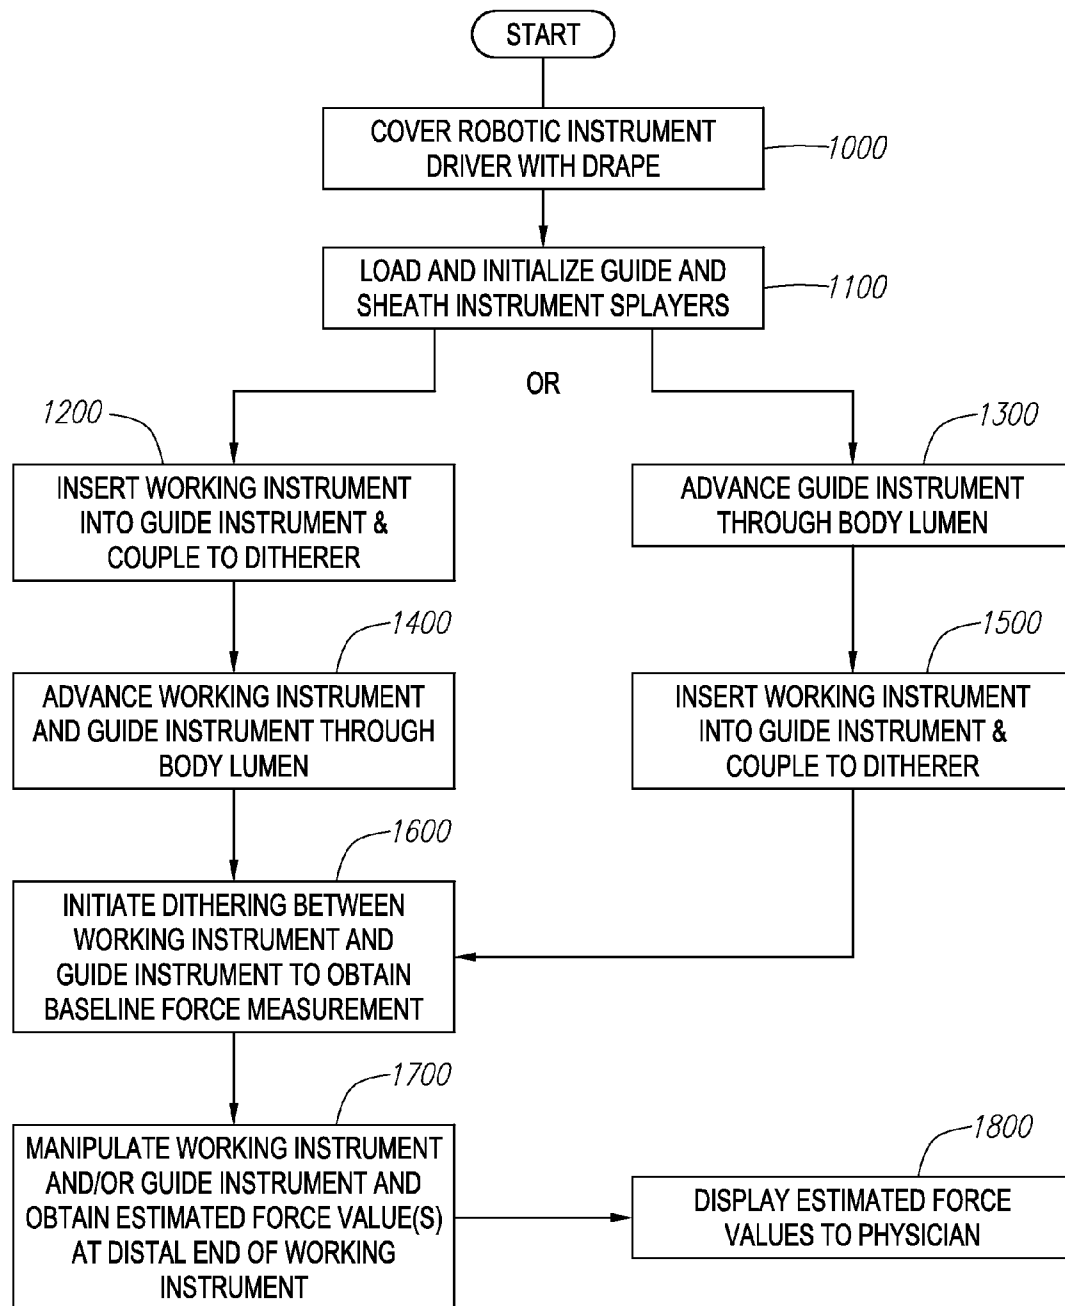 START
COVER ROBOTIC INSTRUMENT
DRIVER WITH DRAPE
1000
LOAD AND INITIALIZE GUIDE AND
SHEATH INSTRUMENT SPLAYERS
1100
OR
1200
INSERT WORKING INSTRUMENT
INTO GUIDE INSTRUMENT &
COUPLE TO DITHERER
1300
ADVANCE GUIDE INSTRUMENT
THROUGH BODY LUMEN
1400
ADVANCE WORKING INSTRUMENT
AND GUIDE INSTRUMENT THROUGH
BODY LUMEN
1500
INSERT WORKING INSTRUMENT
INTO GUIDE INSTRUMENT &
COUPLE TO DITHERER
1600
INITIATE DITHERING BETWEEN
WORKING INSTRUMENT AND
GUIDE INSTRUMENT TO OBTAIN
BASELINE FORCE MEASUREMENT
1700
MANIPULATE WORKING INSTRUMENT
AND/OR GUIDE INSTRUMENT AND
OBTAIN ESTIMATED FORCE VALUE(S)
AT DISTAL END OF WORKING
INSTRUMENT
1800
DISPLAY ESTIMATED FORCE
VALUES TO PHYSICIAN